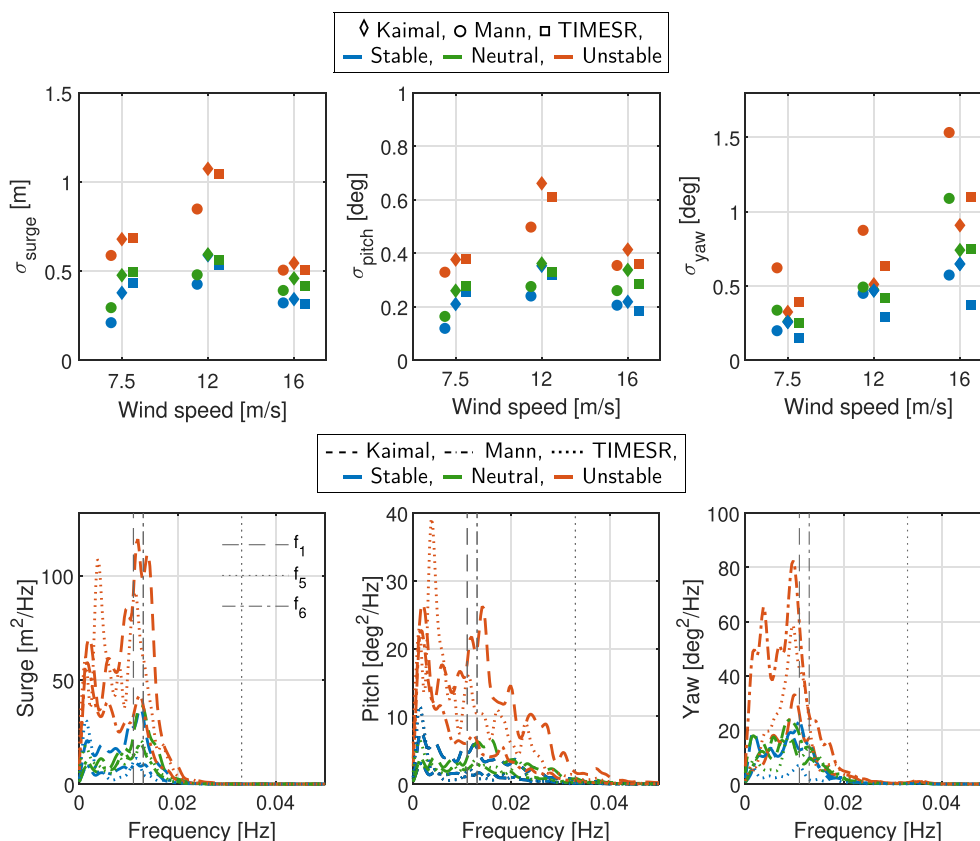 Kaimal, Mann, TIMESR,
Stable, Neutral, Unstable
σsurge [m]
1.5
1
0.5
0
7.5 12 16
Wind speed [m/s]
σpitch [deg]
1
0.8
0.6
0.4
0.2
0
7.5 12 16
Wind speed [m/s]
σyaw [deg]
1.5
1
0.5
0
7.5 12 16
Wind speed [m/s]
Kaimal, Mann, TIMESR,
Stable, Neutral, Unstable
Surge [m2/Hz]
100
50
0
f1
f5
f6
0 0.02 0.04
Frequency [Hz]
Pitch [deg2/Hz]
40
30
20
10
0
0 0.02 0.04
Frequency [Hz]
Yaw [deg2/Hz]
100
80
60
40
20
0
0 0.02 0.04
Frequency [Hz]